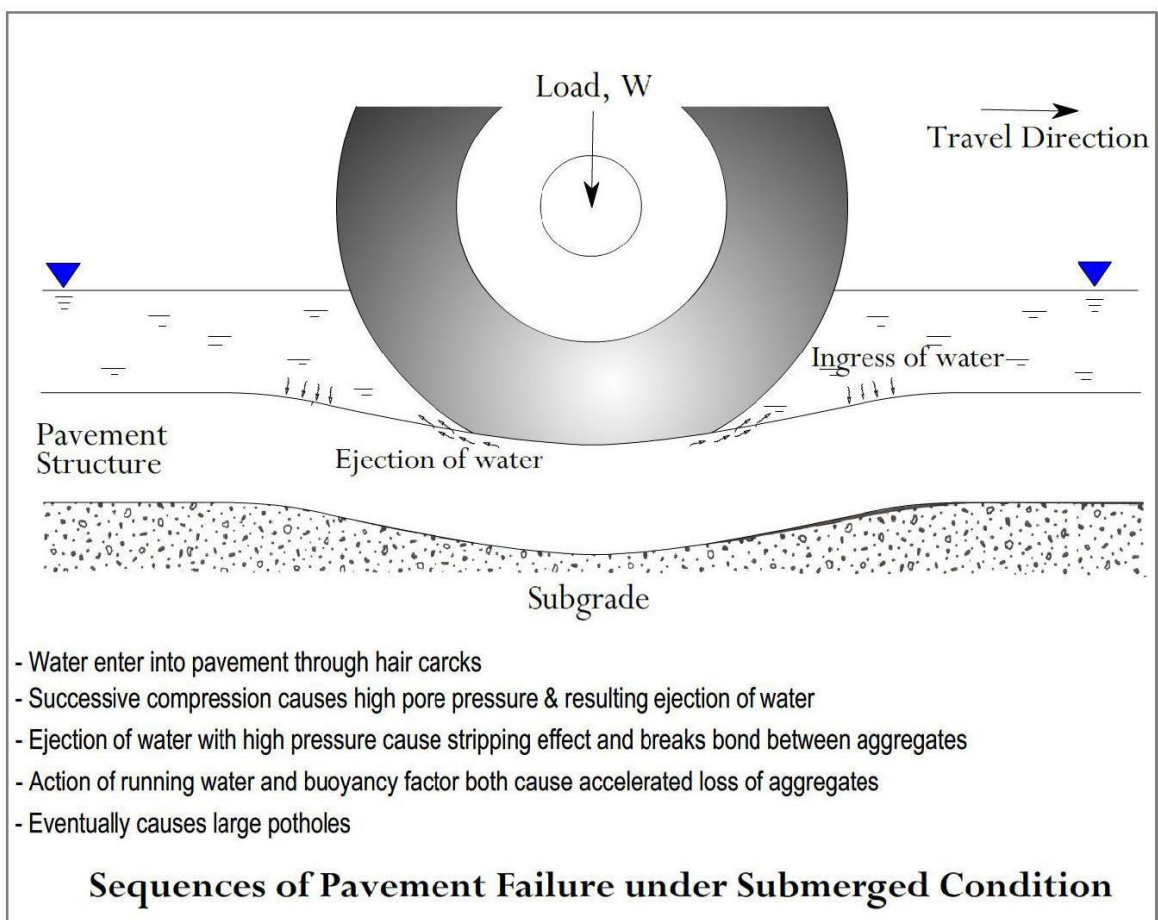 Load, W
Travel Direction
Ingress of water
Pavement
Structure
Ejection of water
Subgrade
- Water enter into pavement through hair carcks
- Successive compression causes high pore pressure & resulting ejection of water
- Ejection of water with high pressure cause stripping effect and breaks bond between aggregates
- Action of running water and buoyancy factor both cause accelerated loss of aggregates
- Eventually causes large potholes
Sequences of Pavement Failure under Submerged Condition